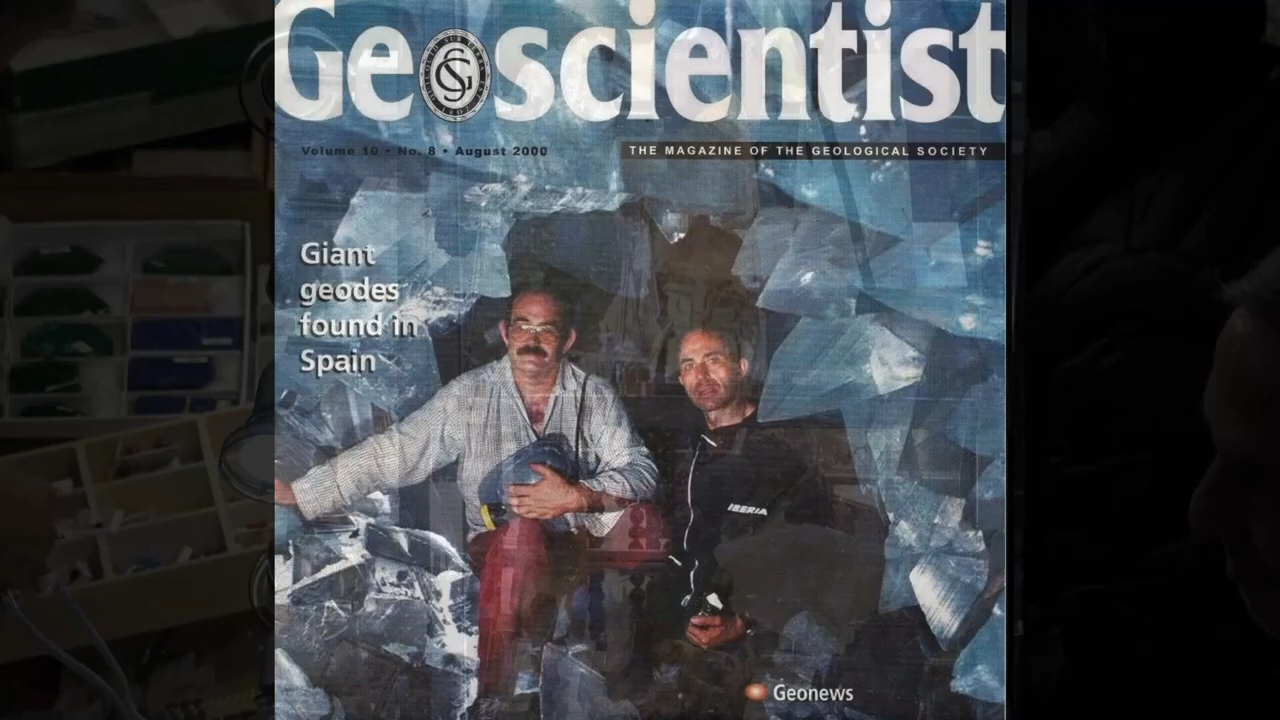 Geoscientist
Volume 10 • No. 8 • August 2000
THE MAGAZINE OF THE GEOLOGICAL SOCIETY
Giant
geodes
found in
Spain
IBERIA
Geonews